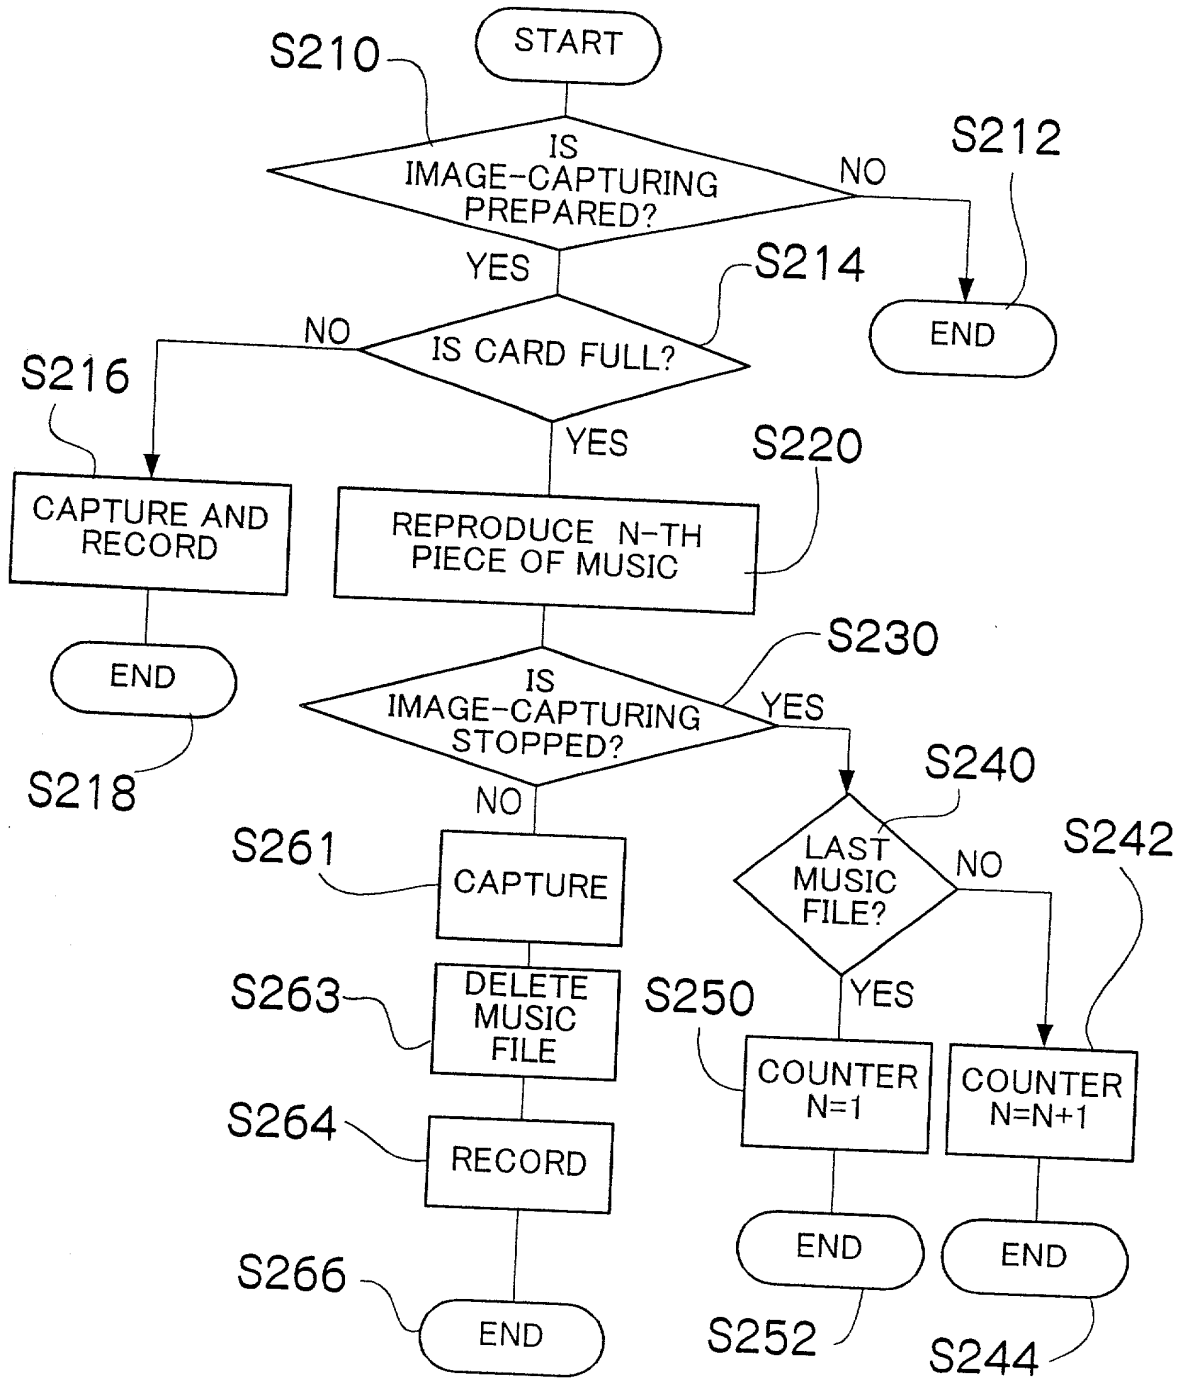 START
S210
IS
IMAGE-CAPTURING
PREPARED?
NO
S212
END
YES
S214
IS CARD FULL?
NO
S216
CAPTURE AND
RECORD
END
S218
YES
S220
REPRODUCE N-TH
PIECE OF MUSIC
S230
IS
IMAGE-CAPTURING
STOPPED?
YES
NO
S240
LAST
MUSIC
FILE?
NO
S242
YES
S261
CAPTURE
S263
DELETE
MUSIC
FILE
S250
COUNTER
N=1
COUNTER
N=N+1
S264
RECORD
END
S252
END
S244
S266
END